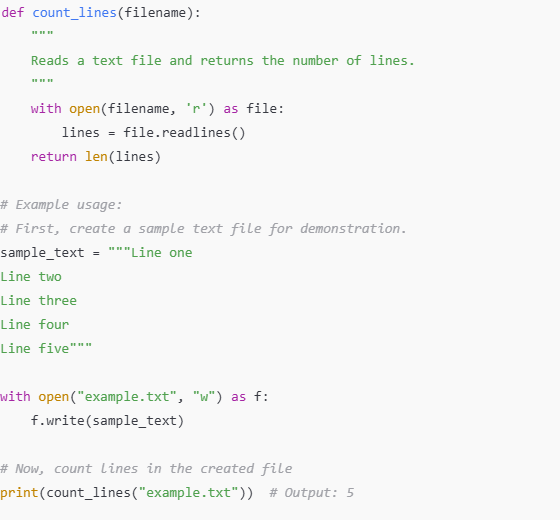 def count_lines(filename):
    """
    Reads a text file and returns the number of lines.
    """
    with open(filename, 'r') as file:
        lines = file.readlines()
    return len(lines)

# Example usage:
# First, create a sample text file for demonstration.
sample_text = """Line one
Line two
Line three
Line four
Line five"""

with open("example.txt", "w") as f:
    f.write(sample_text)

# Now, count lines in the created file
print(count_lines("example.txt"))  # Output: 5